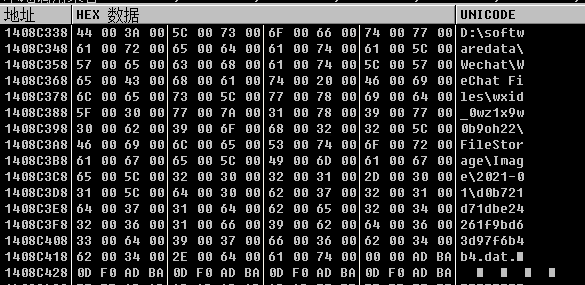 地址 HEX 数据 UNICODE
1408C338 44 00 3A 00 5C 00 73 00 6F 00 66 00 74 00 77 00 D:\softw
1408C348 61 00 72 00 65 00 64 00 61 00 74 00 61 00 5C 00 aredata\
1408C358 57 00 65 00 63 00 68 00 61 00 74 00 5C 00 57 00 Wechat\W
1408C368 65 00 43 00 68 00 61 00 74 00 20 00 46 00 69 00 eChat Fi
1408C378 6C 00 65 00 73 00 5C 00 77 00 78 00 69 00 64 00 les\wxid
1408C388 5F 00 30 00 77 00 7A 00 31 00 78 00 39 00 77 00 _0wz1x9w
1408C398 30 00 62 00 39 00 6F 00 68 00 32 00 32 00 5C 00 0b9oh22\
1408C3A8 46 00 69 00 6C 00 65 00 53 00 74 00 6F 00 72 00 FileStor
1408C3B8 61 00 67 00 65 00 5C 00 49 00 6D 00 61 00 67 00 age\Imag
1408C3C8 65 00 5C 00 32 00 30 00 32 00 31 00 2D 00 30 00 e\2021-0
1408C3D8 31 00 5C 00 64 00 30 00 62 00 37 00 32 00 31 00 1\d0b721
1408C3E8 64 00 37 00 31 00 64 00 62 00 65 00 32 00 34 00 d71dbe24
1408C3F8 32 00 36 00 31 00 66 00 39 00 62 00 64 00 36 00 261f9bd6
1408C408 33 00 64 00 39 00 37 00 66 00 36 00 62 00 34 00 3d97f6b4
1408C418 62 00 34 00 2E 00 64 00 61 00 74 00 00 00 AD BA b4.dat.
1408C428 0D F0 AD BA 0D F0 AD BA 0D F0 AD BA 0D F0 AD BA